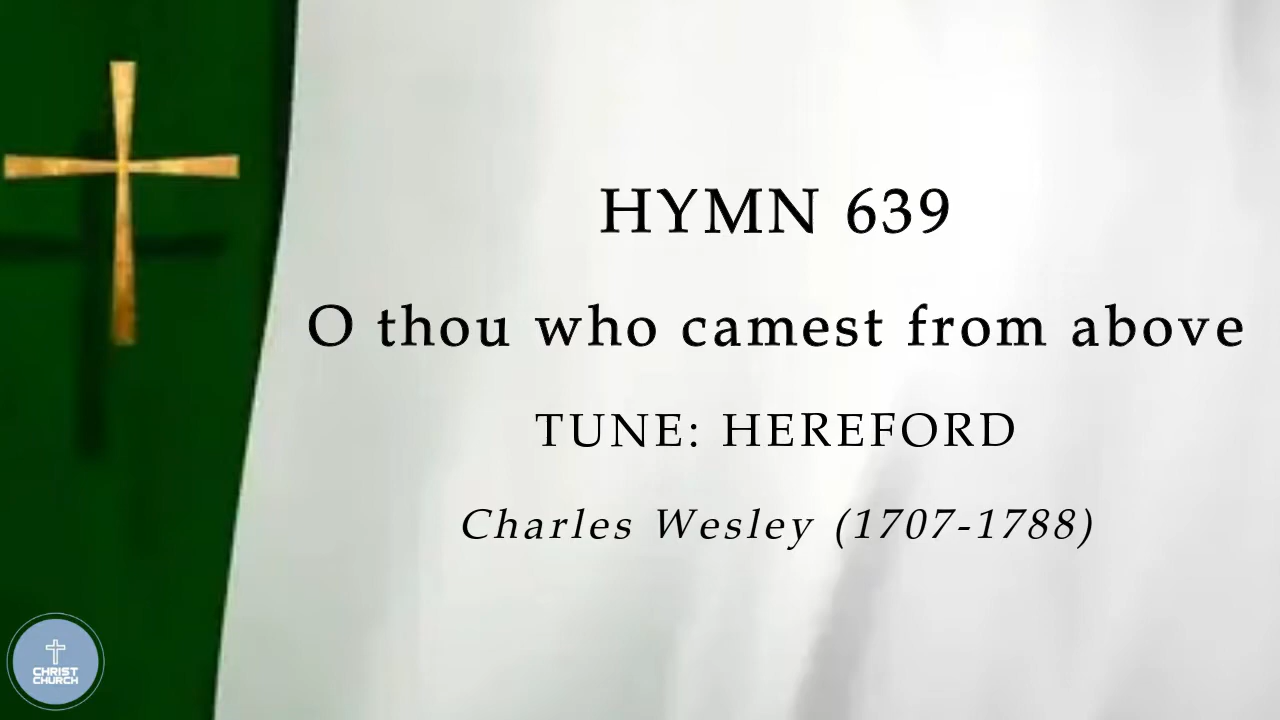 HYMN 639
O thou who camest from above
TUNE: HEREFORD
Charles Wesley (1707-1788)
CHRIST
CHURCH